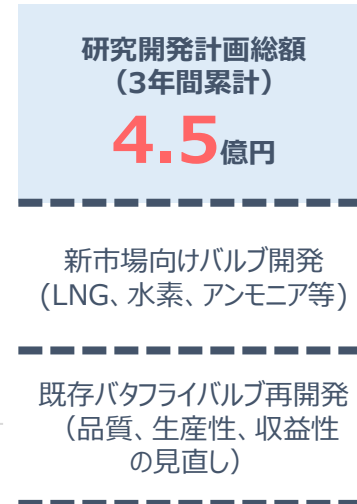 研究開発計画総額
（3年間累計）
4.5億円
新市場向けバルブ開発
(LNG、水素、アンモニア等)
既存バタフライバルブ再開発
（品質、生産性、収益性
の見直し）